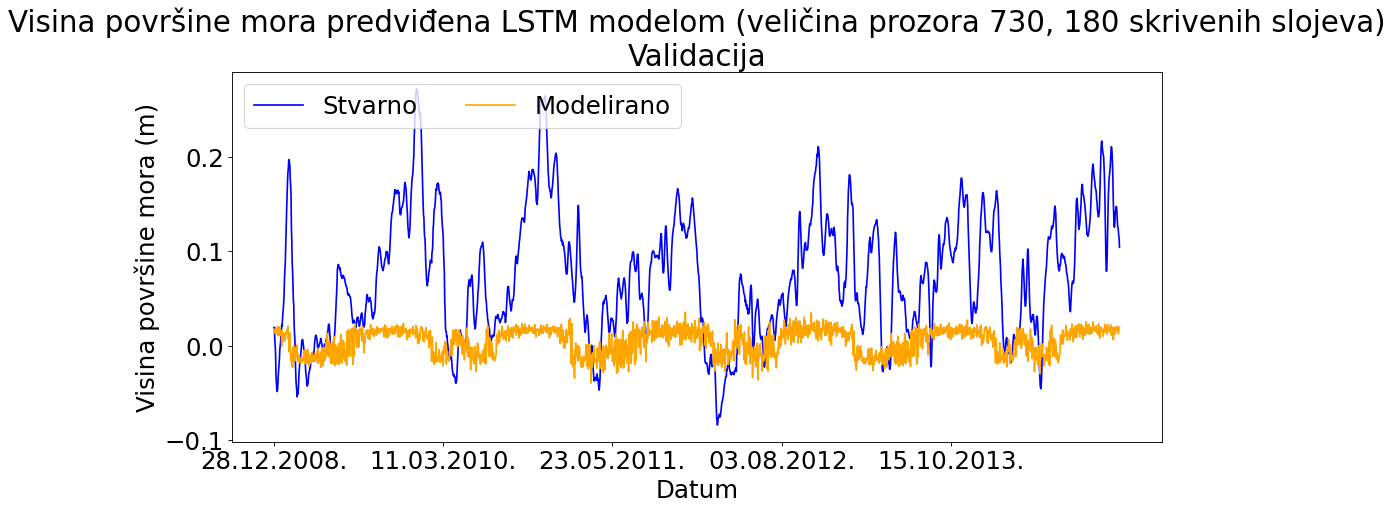 Visina površine mora predviđena LSTM modelom (veličina prozora 730, 180 skrivenih slojeva)
Validacija
Stvarno Modelirano
Visina površine mora (m)
0.2
0.1
0.0
−0.1
28.12.2008. 11.03.2010. 23.05.2011. 03.08.2012. 15.10.2013.
Datum